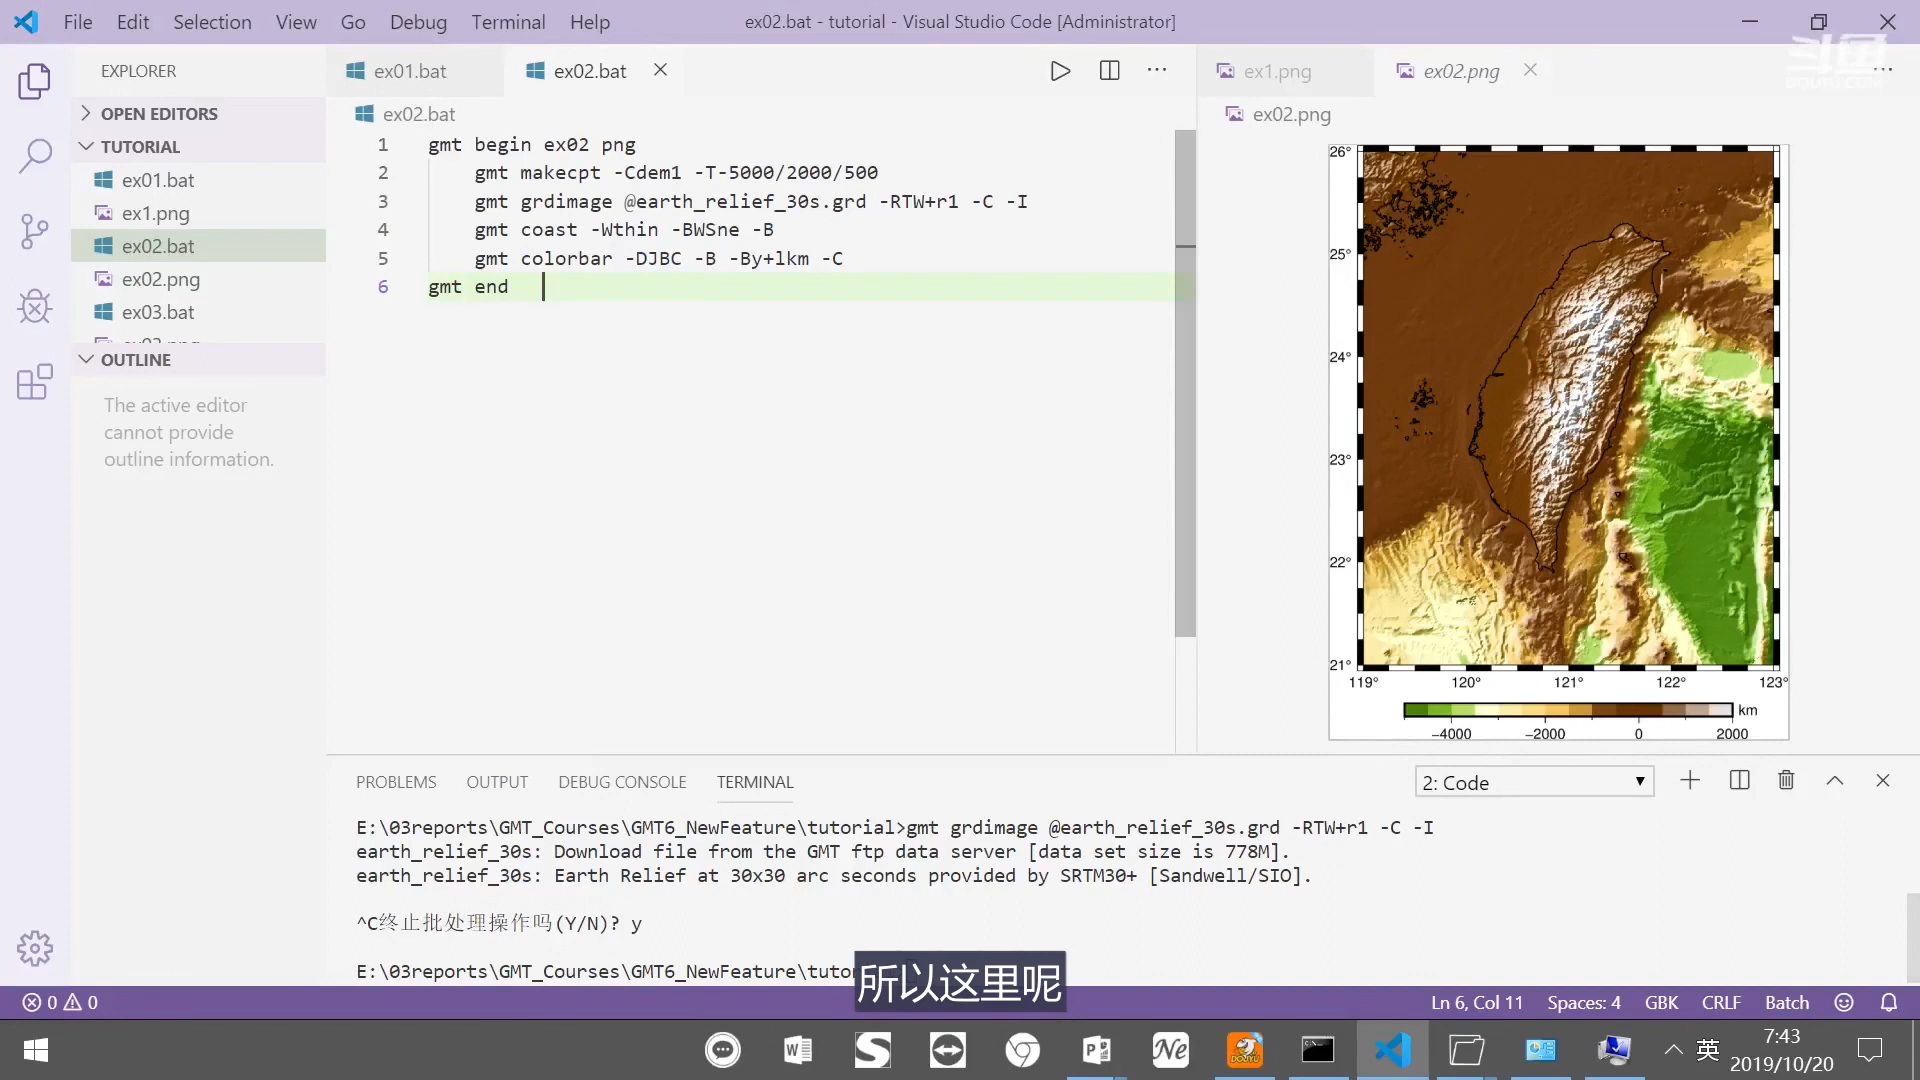 File Edit Selection View Go Debug Terminal Help
ex02.bat - tutorial - Visual Studio Code [Administrator]
EXPLORER
OPEN EDITORS
TUTORIAL
ex01.bat
ex1.png
ex02.bat
ex02.png
ex03.bat
OUTLINE
The active editor
cannot provide
outline information.
ex01.bat
ex02.bat
ex02.bat
1 gmt begin ex02 png
2 gmt makecpt -Cdem1 -T-5000/2000/500
3 gmt grdimage @earth_relief_30s.grd -RTW+r1 -C -I
4 gmt coast -Wthin -BWSne -B
5 gmt colorbar -DJBC -B -By+lkm -C
6 gmt end
ex1.png
ex02.png
斗鱼
DOUYU.COM
ex02.png
26°
25°
24°
23°
22°
21°
119° 120° 121° 122° 123°
km
−4000 −2000 0 2000
PROBLEMS OUTPUT DEBUG CONSOLE TERMINAL
2: Code
E:\03reports\GMT_Courses\GMT6_NewFeature\tutorial>gmt grdimage @earth_relief_30s.grd -RTW+r1 -C -I
earth_relief_30s: Download file from the GMT ftp data server [data set size is 778M].
earth_relief_30s: Earth Relief at 30x30 arc seconds provided by SRTM30+ [Sandwell/SIO].
^C终止批处理操作吗(Y/N)? y
E:\03reports\GMT_Courses\GMT6_NewFeature\tutor
所以这里呢
0 0
Ln 6, Col 11 Spaces: 4 GBK CRLF Batch
英
7:43
2019/10/20